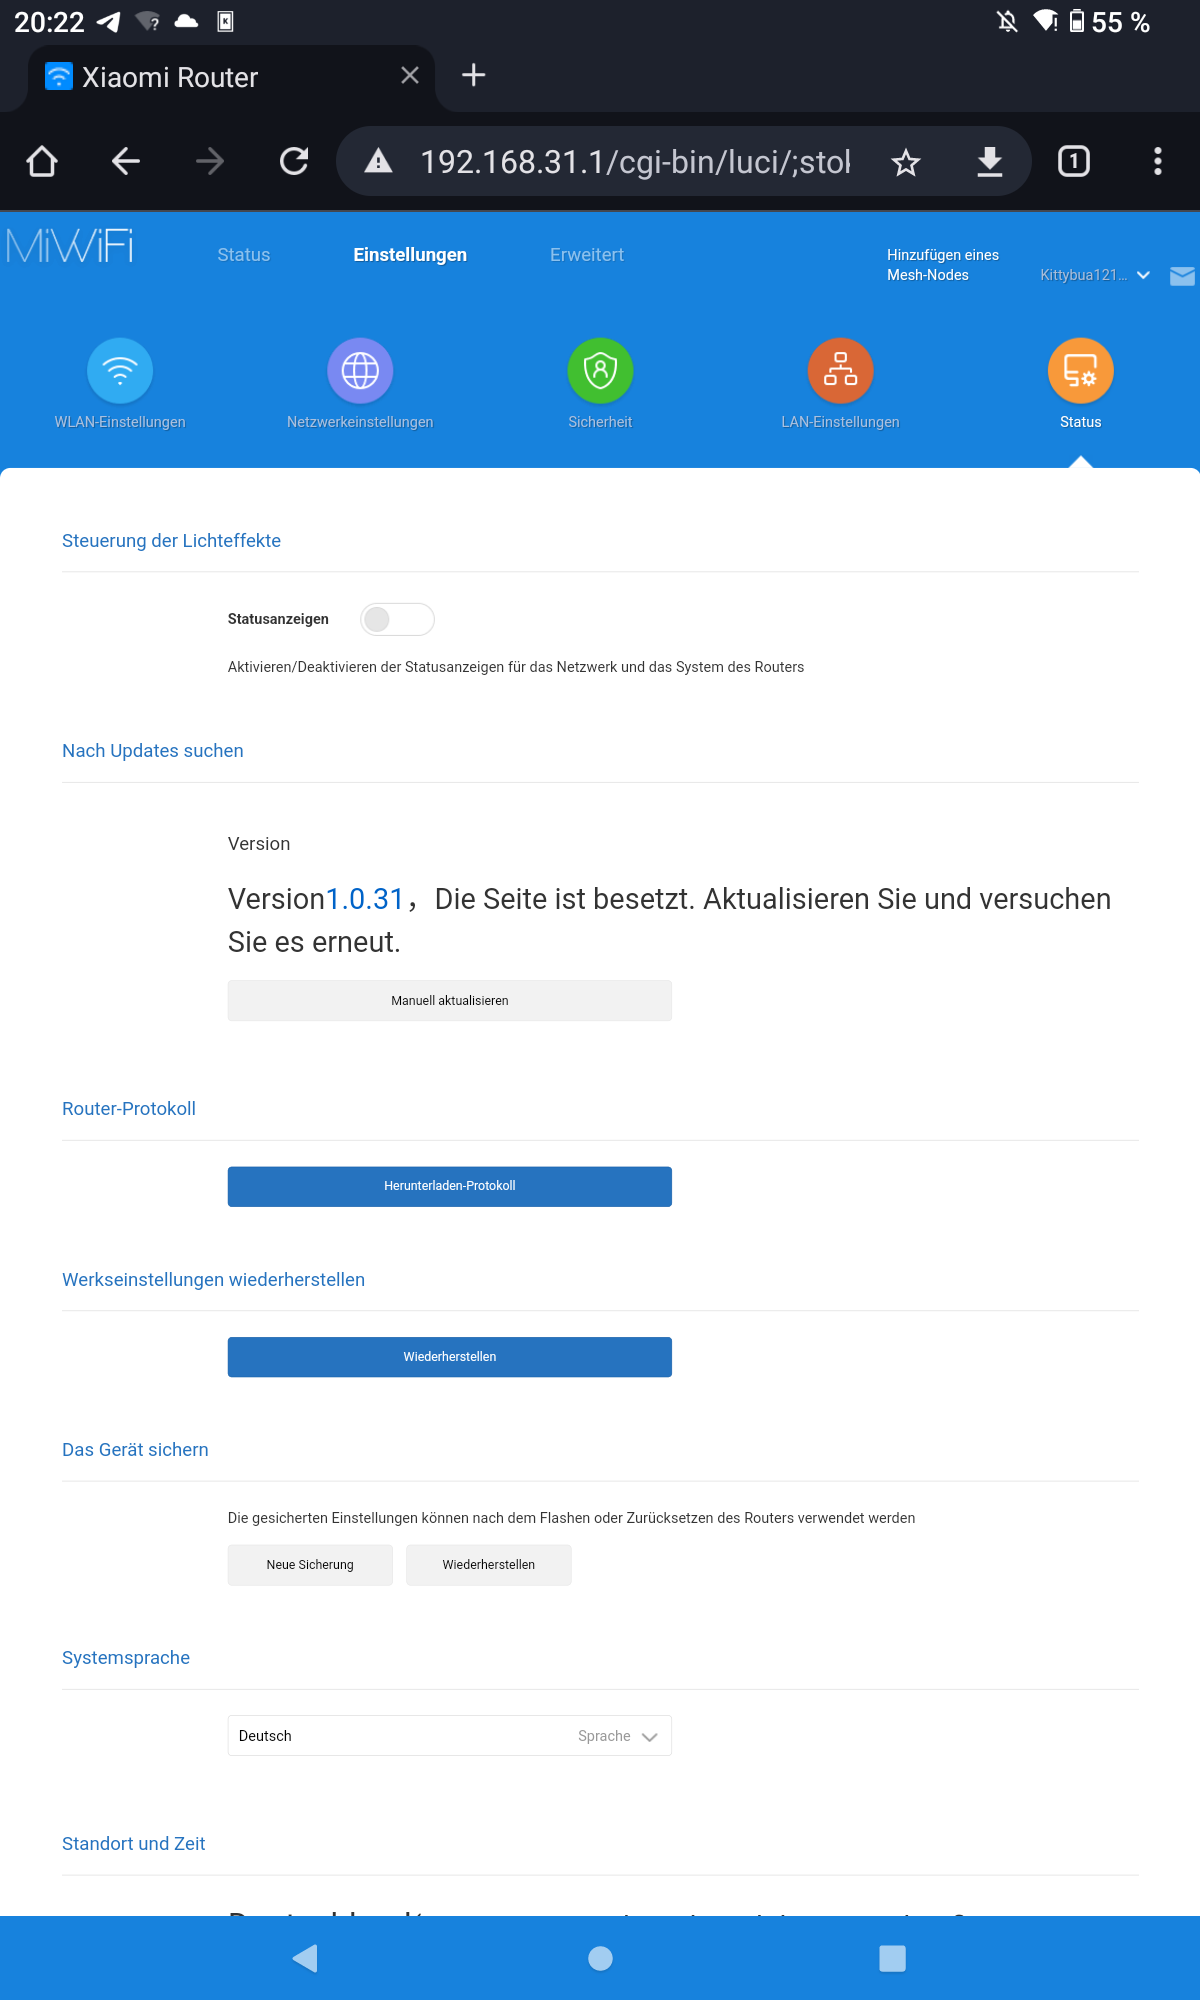 20:22
55 %
Xiaomi Router
192.168.31.1/cgi-bin/luci/;stok
1
MiWiFi
Status
Einstellungen
Erweitert
Hinzufügen eines
Mesh-Nodes
Kittybua121...
WLAN-Einstellungen
Netzwerkeinstellungen
Sicherheit
LAN-Einstellungen
Status
Steuerung der Lichteffekte
Statusanzeigen
Aktivieren/Deaktivieren der Statusanzeigen für das Netzwerk und das System des Routers
Nach Updates suchen
Version
Version1.0.31，Die Seite ist besetzt. Aktualisieren Sie und versuchen
Sie es erneut.
Manuell aktualisieren
Router-Protokoll
Herunterladen-Protokoll
Werkseinstellungen wiederherstellen
Wiederherstellen
Das Gerät sichern
Die gesicherten Einstellungen können nach dem Flashen oder Zurücksetzen des Routers verwendet werden
Neue Sicherung
Wiederherstellen
Systemsprache
Deutsch
Sprache
Standort und Zeit